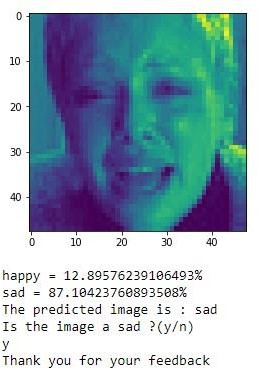 0
10
20
30
40
0 10 20 30 40
happy = 12.89576239106493%
sad = 87.10423760893508%
The predicted image is : sad
Is the image a sad ?(y/n)
y
Thank you for your feedback